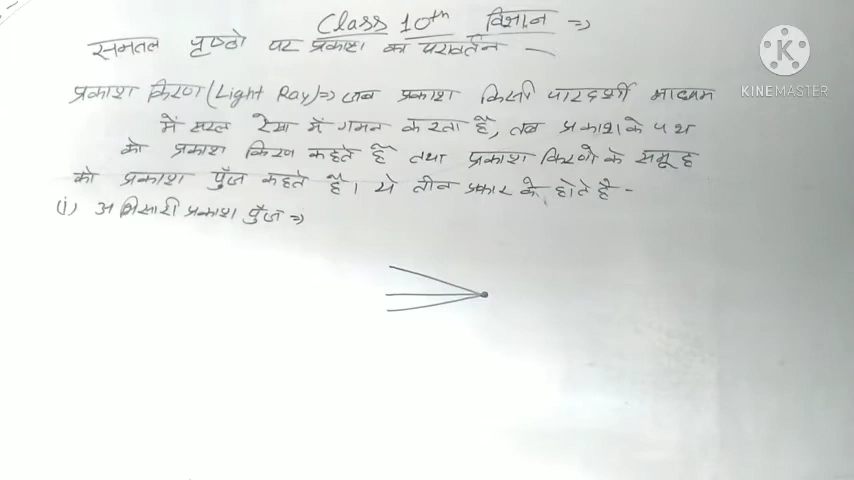 Class 10th विज्ञान ⇒
समतल पृष्ठो पर प्रकाश का परावर्तन —
प्रकाश किरण (Light Ray) ⇒ जब प्रकाश किसी पारदर्शी माध्यम
में सरल रेखा में गमन करता है, तब प्रकाश के पथ
को प्रकाश किरण कहते हैं तथा प्रकाश किरणो के समूह
को प्रकाश पुँज कहते है। ये तीन प्रकार के होते है -
(i) अभिसारी प्रकाश पुँज ⇒
KINEMASTER